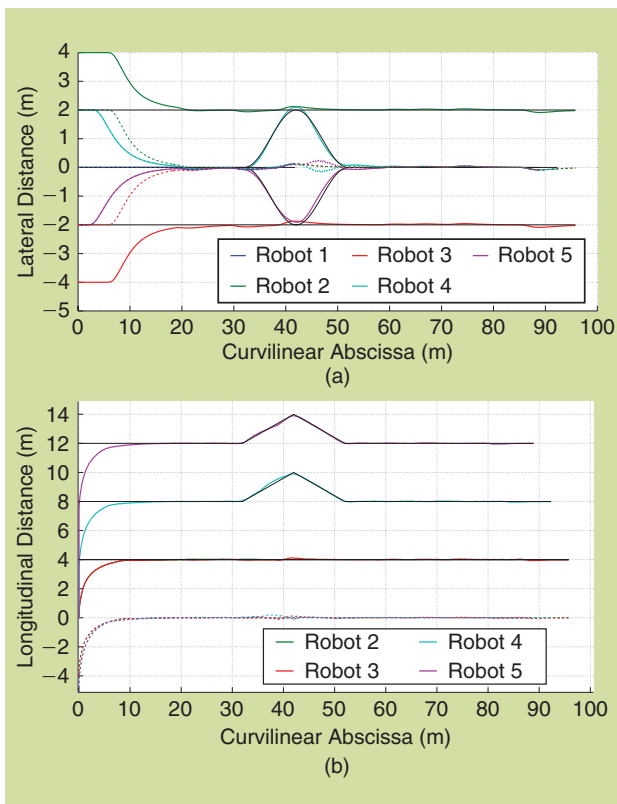 4
3
2
1
0
−1
−2
−3
−4
−5
Lateral Distance (m)
Robot 1 Robot 3 Robot 5
Robot 2 Robot 4
0 10 20 30 40 50 60 70 80 90 100
Curvilinear Abscissa (m)
(a)
14
12
10
8
6
4
2
0
−2
−4
Longitudinal Distance (m)
Robot 2 Robot 4
Robot 3 Robot 5
0 10 20 30 40 50 60 70 80 90 100
Curvilinear Abscissa (m)
(b)